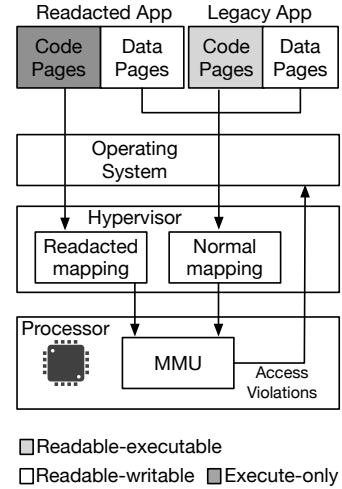 Readacted App Legacy App
Code Pages
Data Pages
Code Pages
Data Pages
Operating
System
Hypervisor
Readacted
mapping
Normal
mapping
Processor
MMU
Access
Violations
Readable-executable
Readable-writable Execute-only